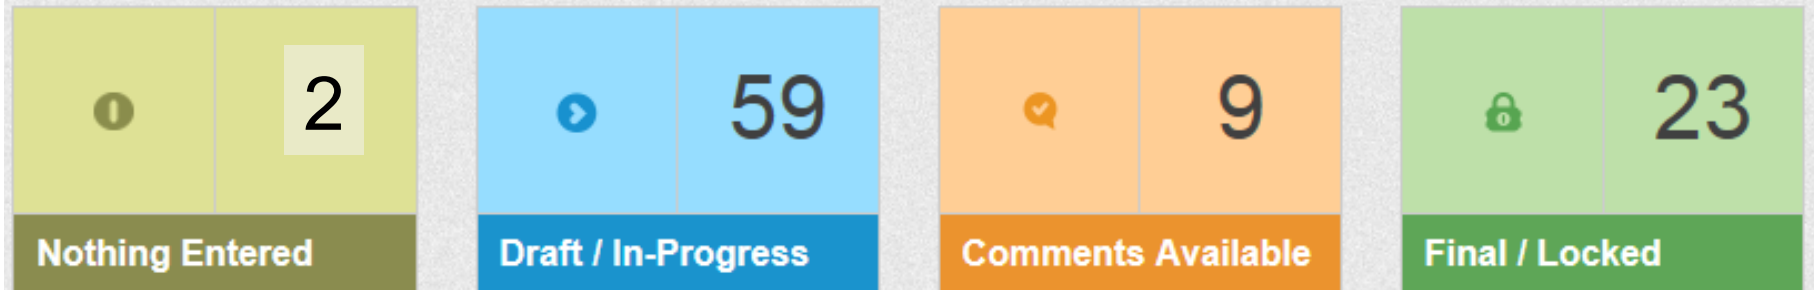 2
59
9
23
Nothing Entered
Draft / In-Progress
Comments Available
Final / Locked